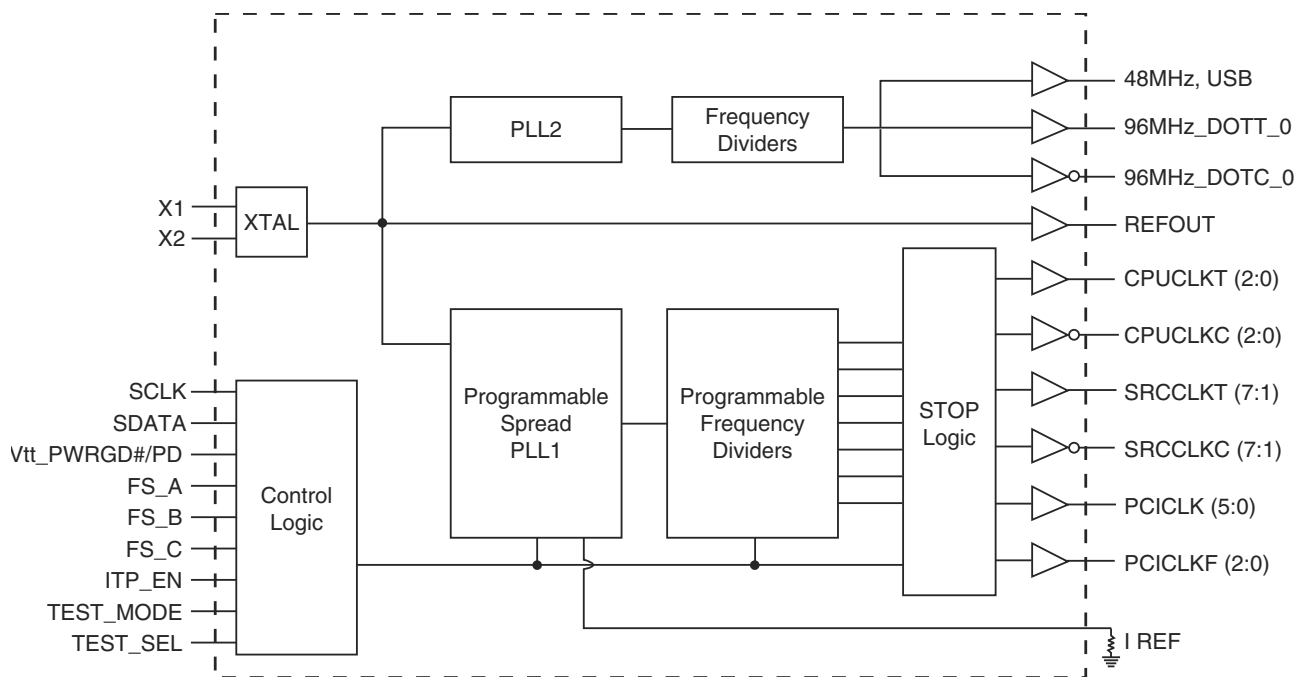 48MHz, USB
PLL2
Frequency
Dividers
96MHz_DOTT_0
96MHz_DOTC_0
X1
X2
XTAL
REFOUT
CPUCLKT (2:0)
CPUCLKC (2:0)
SCLK
SDATA
Vtt_PWRGD#/PD
FS_A
FS_B
FS_C
ITP_EN
TEST_MODE
TEST_SEL
Control
Logic
Programmable
Spread
PLL1
Programmable
Frequency
Dividers
STOP
Logic
SRCCLKT (7:1)
SRCCLKC (7:1)
PCICLK (5:0)
PCICLKF (2:0)
I REF